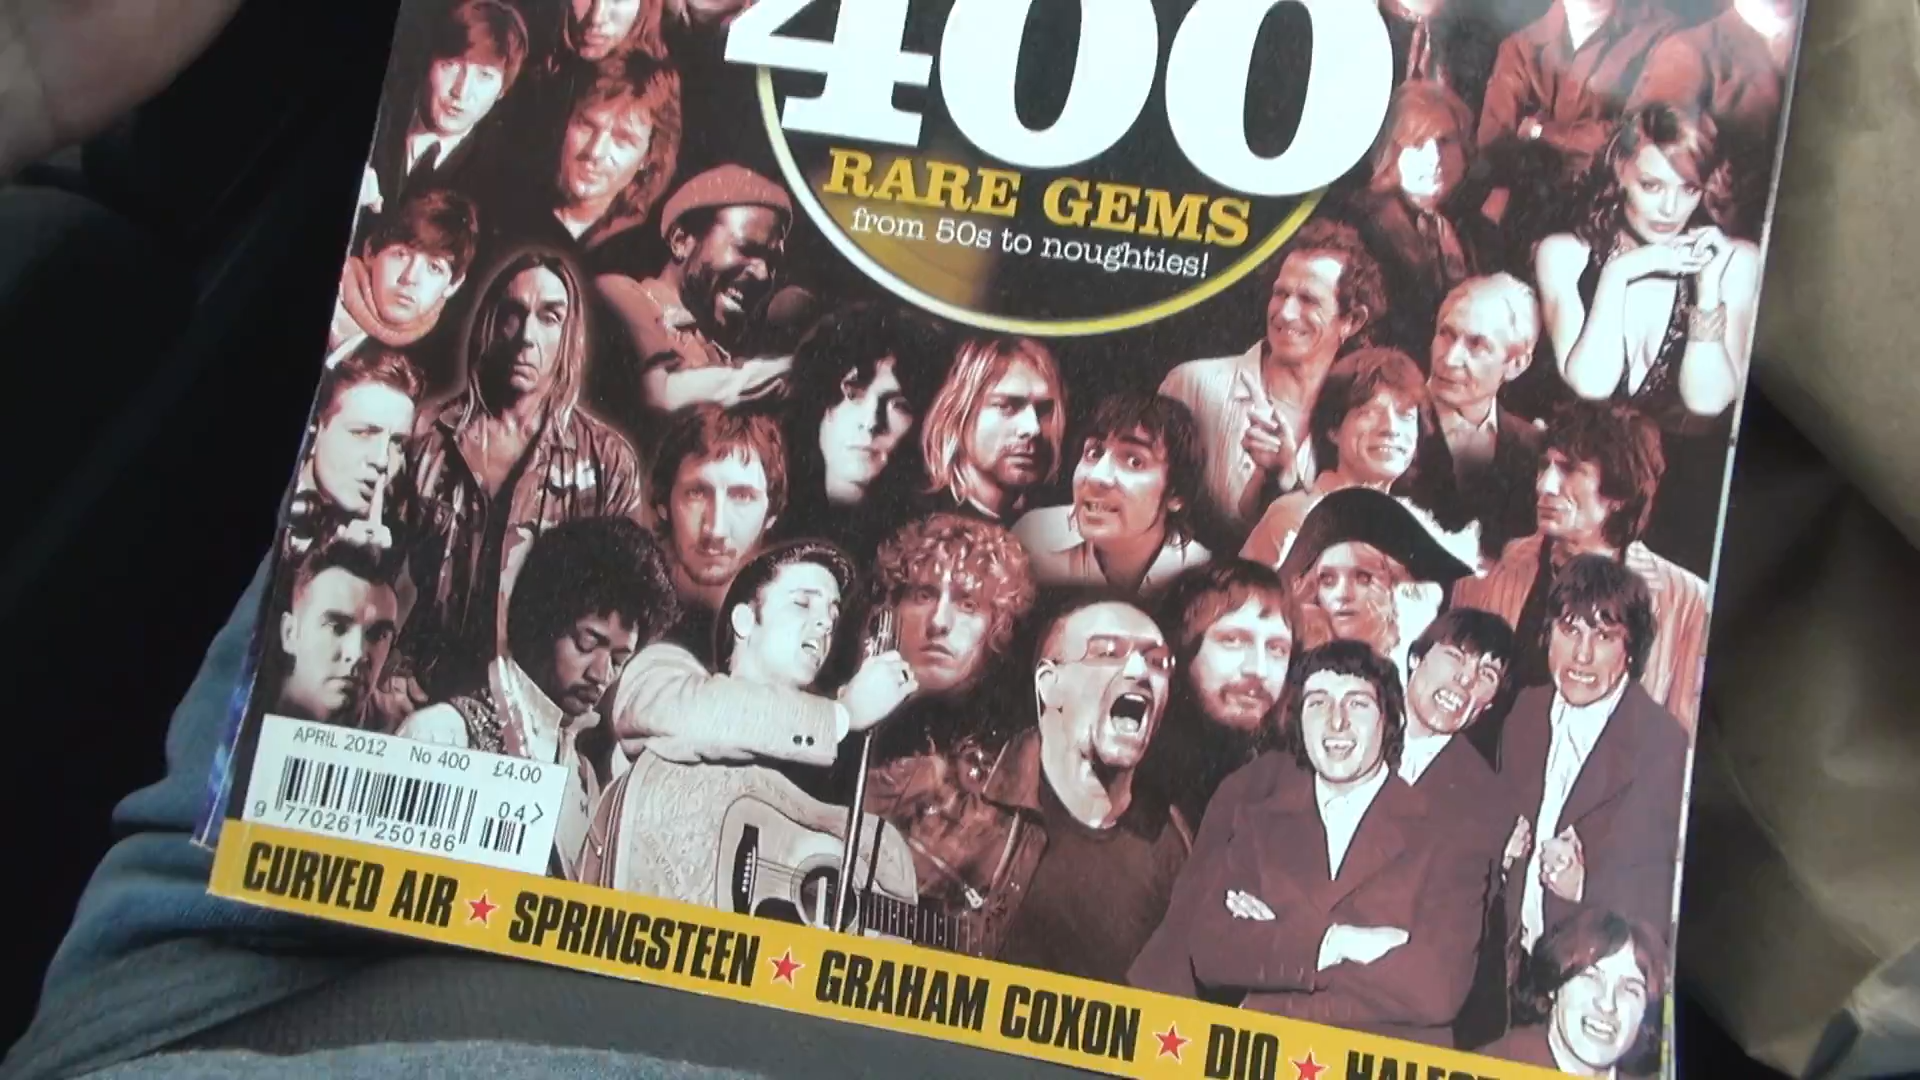 400
RARE GEMS
from 50s to noughties!
APRIL 2012 No 400 £4.00
04>
9 770261 250186
CURVED AIR ★ SPRINGSTEEN ★ GRAHAM COXON ★ DIO ★